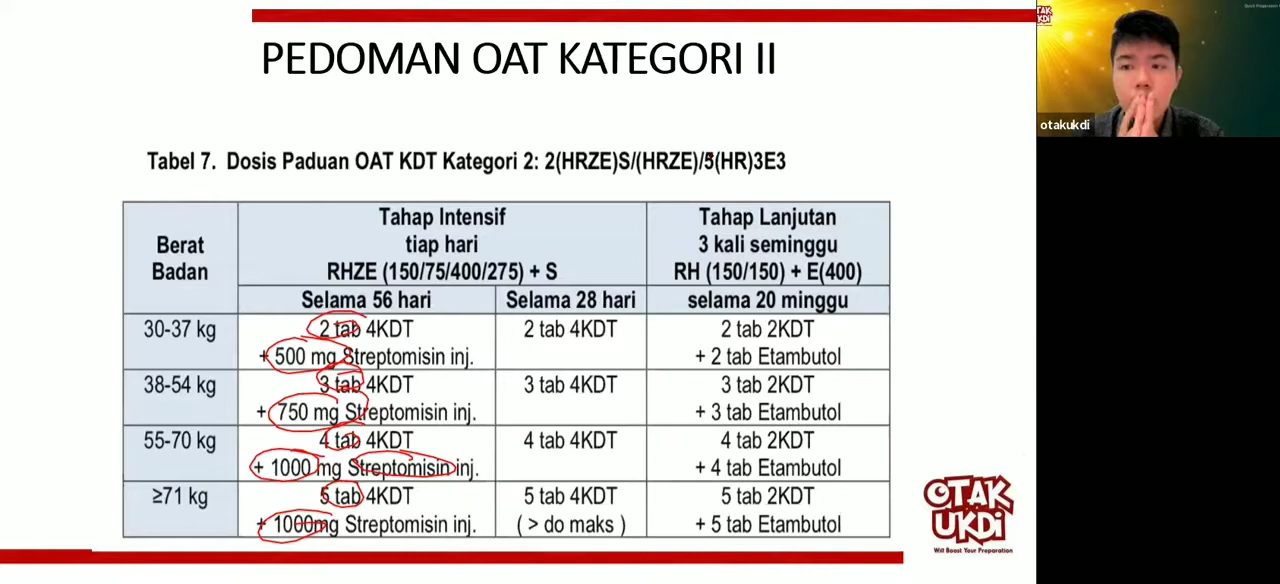 PEDOMAN OAT KATEGORI II
Tabel 7. Dosis Paduan OAT KDT Kategori 2: 2(HRZE)S/(HRZE)/5(HR)3E3
Berat Badan
Tahap Intensif
tiap hari
RHZE (150/75/400/275) + S
Tahap Lanjutan
3 kali seminggu
RH (150/150) + E(400)
Selama 56 hari
Selama 28 hari
selama 20 minggu
30-37 kg
2 tab 4KDT
+ 500 mg Streptomisin inj.
2 tab 4KDT
2 tab 2KDT
+ 2 tab Etambutol
38-54 kg
3 tab 4KDT
+ 750 mg Streptomisin inj.
3 tab 4KDT
3 tab 2KDT
+ 3 tab Etambutol
55-70 kg
4 tab 4KDT
+ 1000 mg Streptomisin inj.
4 tab 4KDT
4 tab 2KDT
+ 4 tab Etambutol
≥71 kg
5 tab 4KDT
+ 1000mg Streptomisin inj.
5 tab 4KDT
( > do maks )
5 tab 2KDT
+ 5 tab Etambutol
OTAK
UKDI
Will Boost Your Preparation
otakukdi